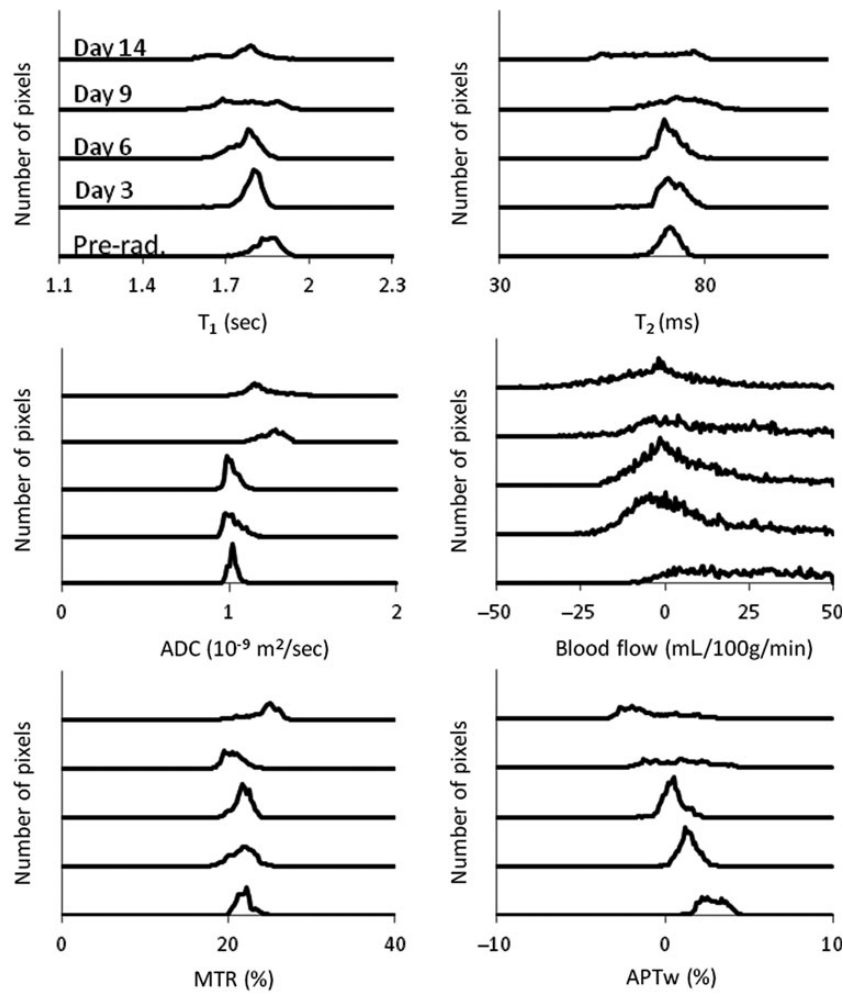 Number of pixels
Day 14
Day 9
Day 6
Day 3
Pre-rad.
1.1 1.4 1.7 2 2.3
T₁ (sec)
Number of pixels
30 80
T₂ (ms)
Number of pixels
0 1 2
ADC (10⁻⁹ m²/sec)
Number of pixels
−50 −25 0 25 50
Blood flow (mL/100g/min)
Number of pixels
0 20 40
MTR (%)
Number of pixels
-10 0 10
APTw (%)